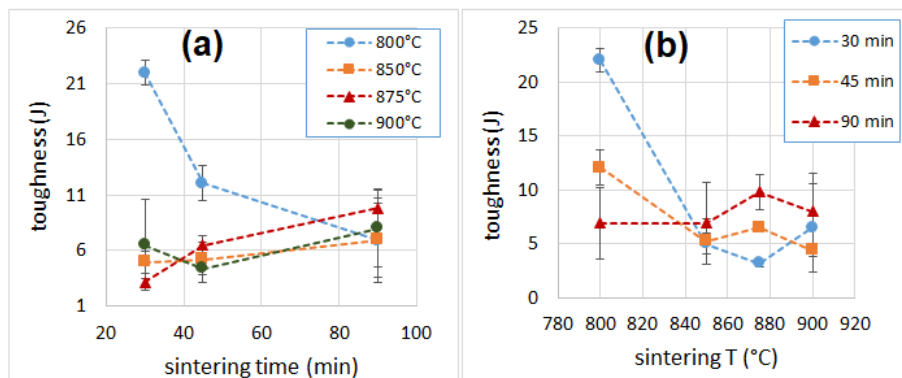 (a)
800°C
850°C
875°C
900°C
26
21
16
11
6
1
toughness (J)
20 40 60 80 100
sintering time (min)
(b)
30 min
45 min
90 min
25
20
15
10
5
0
toughness (J)
780 800 820 840 860 880 900 920
sintering T (°C)